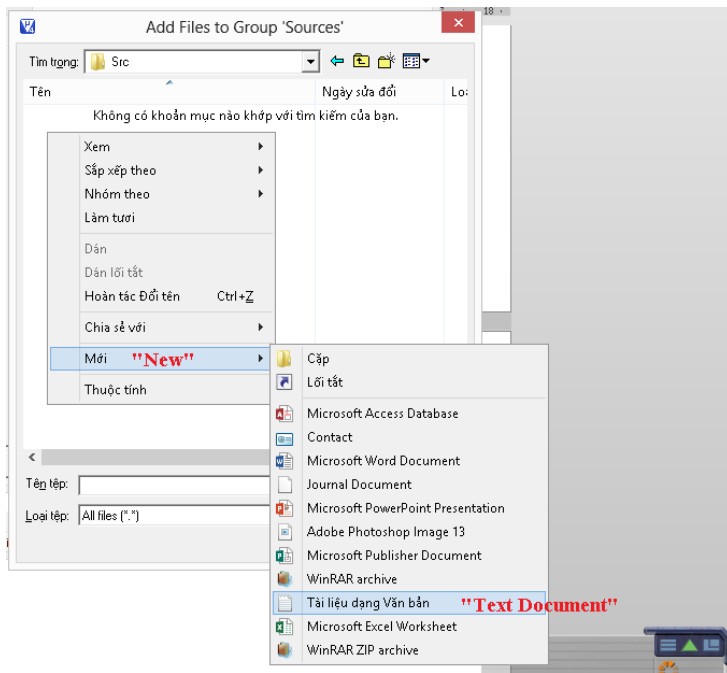 7 · · · 18 ·
Add Files to Group 'Sources'
Tìm trong: Src
Tên Ngày sửa đổi Loạ
Không có khoản mục nào khớp với tìm kiếm của bạn.
Xem
Sắp xếp theo
Nhóm theo
Làm tươi
Dán
Dán lối tắt
Hoàn tác Đổi tên Ctrl+Z
Chia sẻ với
Mới "New"
Thuộc tính
Cặp
Lối tắt
Microsoft Access Database
Contact
Microsoft Word Document
Journal Document
Microsoft PowerPoint Presentation
Adobe Photoshop Image 13
Microsoft Publisher Document
WinRAR archive
Tài liệu dạng Văn bản "Text Document"
Microsoft Excel Worksheet
WinRAR ZIP archive
Tên tệp:
Loại tệp: All files (*.*)